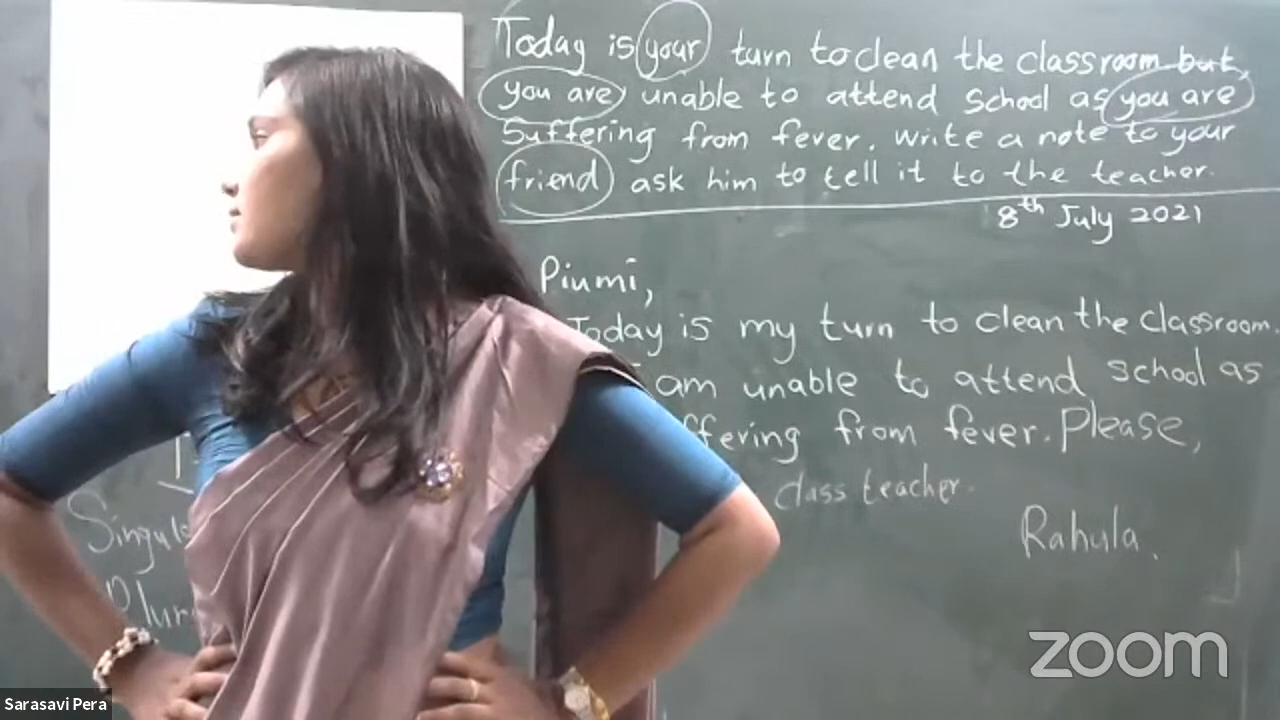 Today is your turn to clean the classroom but,
you are unable to attend school as you are
Suffering from fever. Write a note to your
friend ask him to tell it to the teacher.
8th July 2021
Piumi,
Today is my turn to clean the classroom.
am unable to attend school as
ffering from fever. Please,
class teacher.
Rahula.
Singul
Plur
zoom
Sarasavi Pera